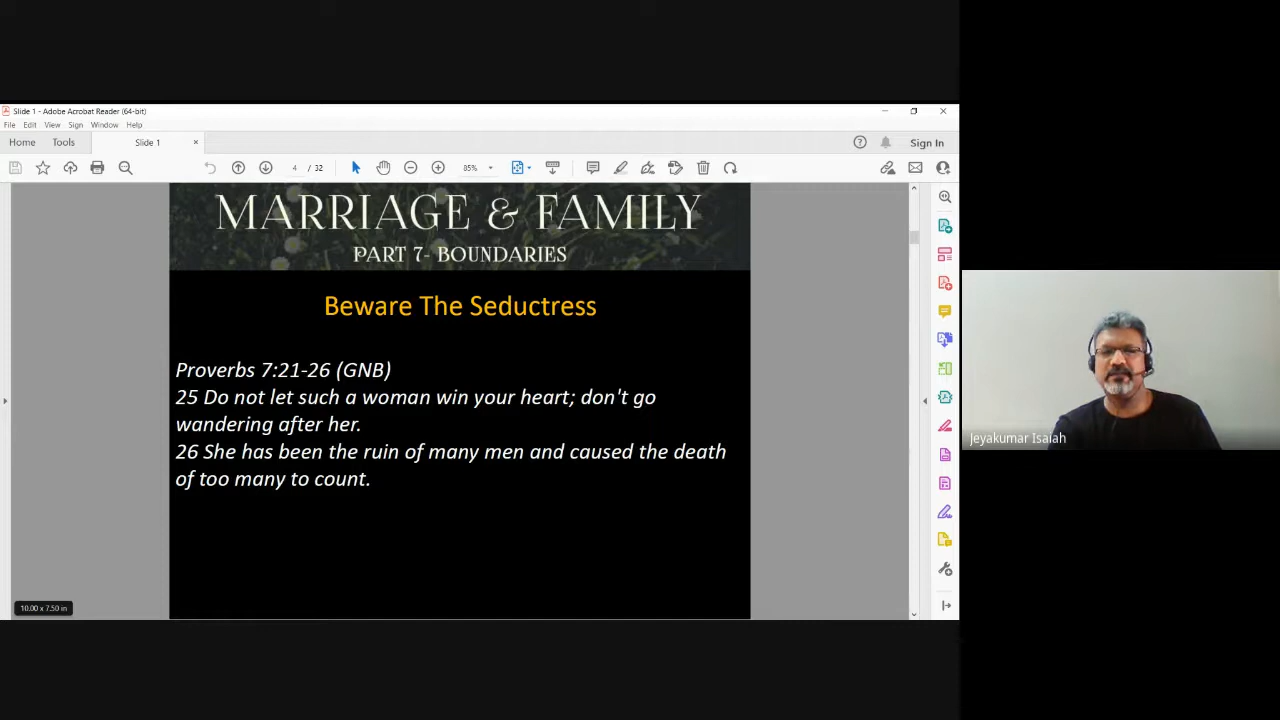 Slide 1 - Adobe Acrobat Reader (64-bit)
File Edit View Sign Window Help
Home Tools Slide 1 × Sign In
4 / 32 85%
MARRIAGE & FAMILY
PART 7- BOUNDARIES
Beware The Seductress
Proverbs 7:21-26 (GNB)
25 Do not let such a woman win your heart; don't go
wandering after her.
26 She has been the ruin of many men and caused the death
of too many to count.
10.00 x 7.50 in
Jeyakumar Isaiah